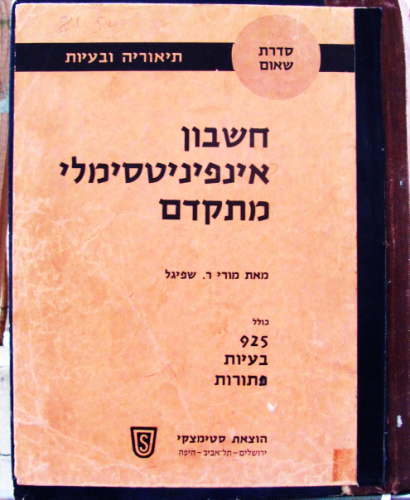 סדרת
שאום
תיאוריה ובעיות
חשבון
אינפיניטסימלי
מתקדם
מאת מורי ר. שפיגל
כולל
925
בעיות
פתורות
הוצאת סטימצקי
ירושלים - תל-אביב - חיפה